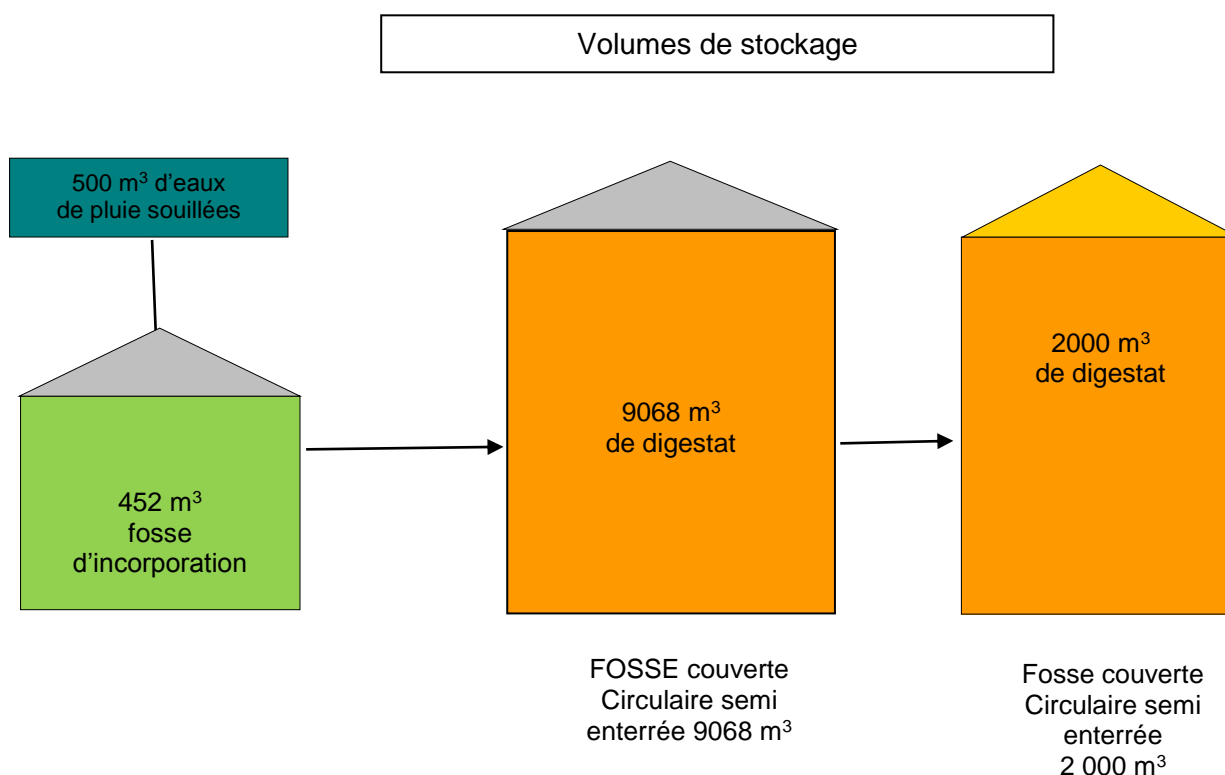 Volumes de stockage
500 m³ d'eaux
de pluie souillées
452 m³
fosse
d'incorporation
9068 m³
de digestat
2000 m³
de digestat
FOSSE couverte
Circulaire semi
enterrée 9068 m³
Fosse couverte
Circulaire semi
enterrée
2 000 m³